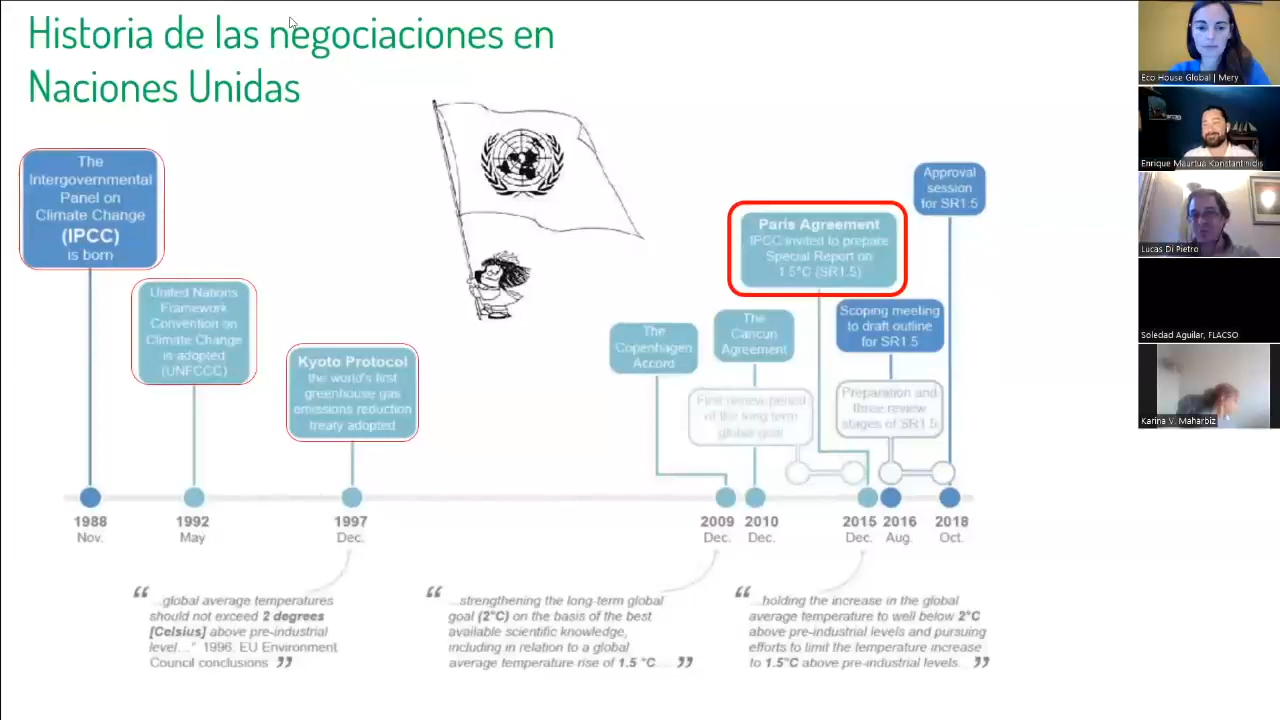 Historia de las negociaciones en
Naciones Unidas
The
Intergovernmental
Panel on
Climate Change
(IPCC)
is born
United Nations
Framework
Convention on
Climate Change
is adopted
(UNFCCC)
Kyoto Protocol
the world's first
greenhouse gas
emissions reduction
treaty adopted
The
Copenhagen
Accord
The
Cancun
Agreement
First review period
of the long term
global goal
Paris Agreement
IPCC invited to prepare
Special Report on
1.5°C (SR1.5)
Scoping meeting
to draft outline
for SR1.5
Preparation and
three review
stages of SR1.5
Approval
session
for SR1.5
1988
Nov.
1992
May
1997
Dec.
2009
Dec.
2010
Dec.
2015
Dec.
2016
Aug.
2018
Oct.
“ ...global average temperatures
should not exceed 2 degrees
[Celsius] above pre-industrial
level...” 1996, EU Environment
Council conclusions ”
“ ...strengthening the long-term global
goal (2°C) on the basis of the best
available scientific knowledge,
including in relation to a global
average temperature rise of 1.5 °C... ”
“ ...holding the increase in the global
average temperature to well below 2°C
above pre-industrial levels and pursuing
efforts to limit the temperature increase
to 1.5°C above pre-industrial levels. ”
Eco House Global | Mery
Enrique Maurtua Konstantinidis
Lucas Di Pietro
Soledad Aguilar, FLACSO
Karina V. Maharbiz